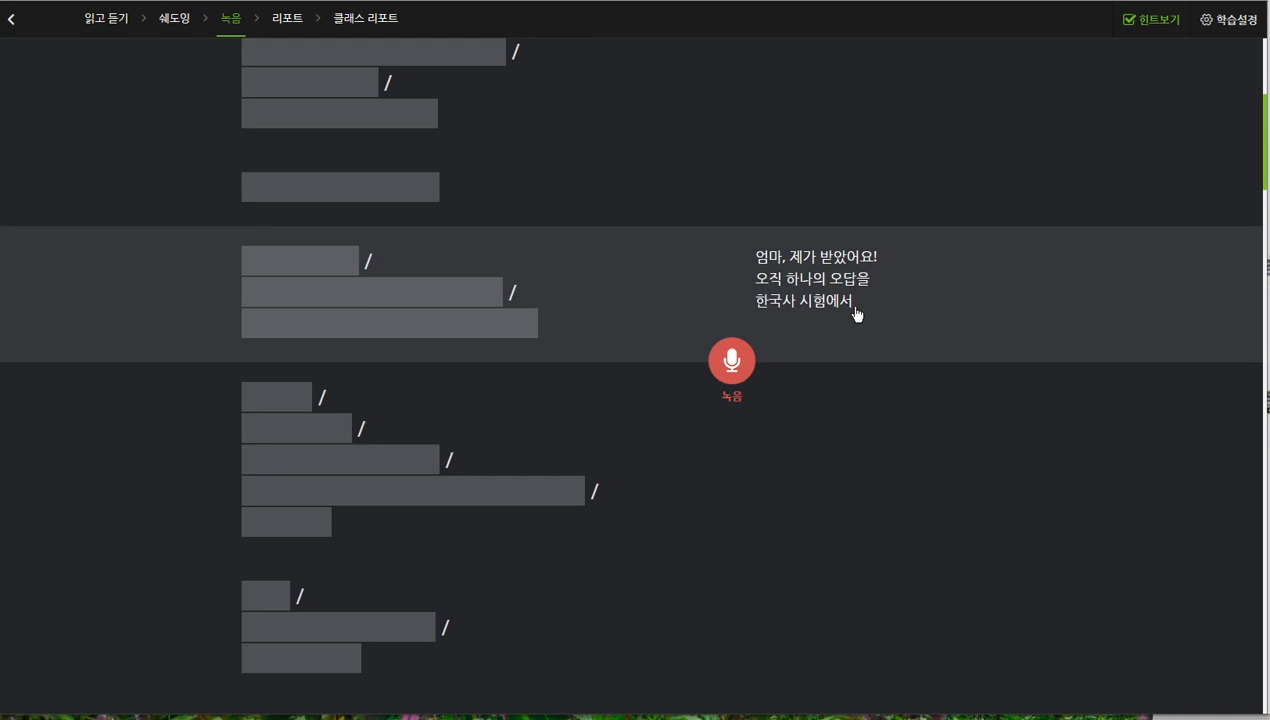 읽고 듣기 > 쉐도잉 > 녹음 > 리포트 > 클래스 리포트
힌트보기
학습설정
/
/
/
/
엄마, 제가 받았어요!
오직 하나의 오답을
한국사 시험에서
녹음
/
/
/
/
/
/